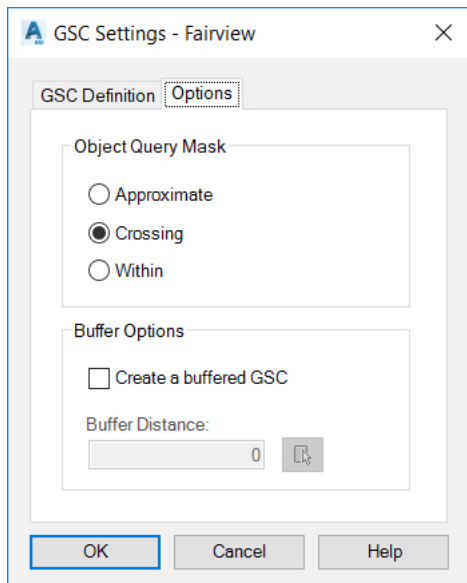 GSC Settings - Fairview
GSC Definition Options
Object Query Mask
Approximate
Crossing
Within
Buffer Options
Create a buffered GSC
Buffer Distance:
0
OK Cancel Help